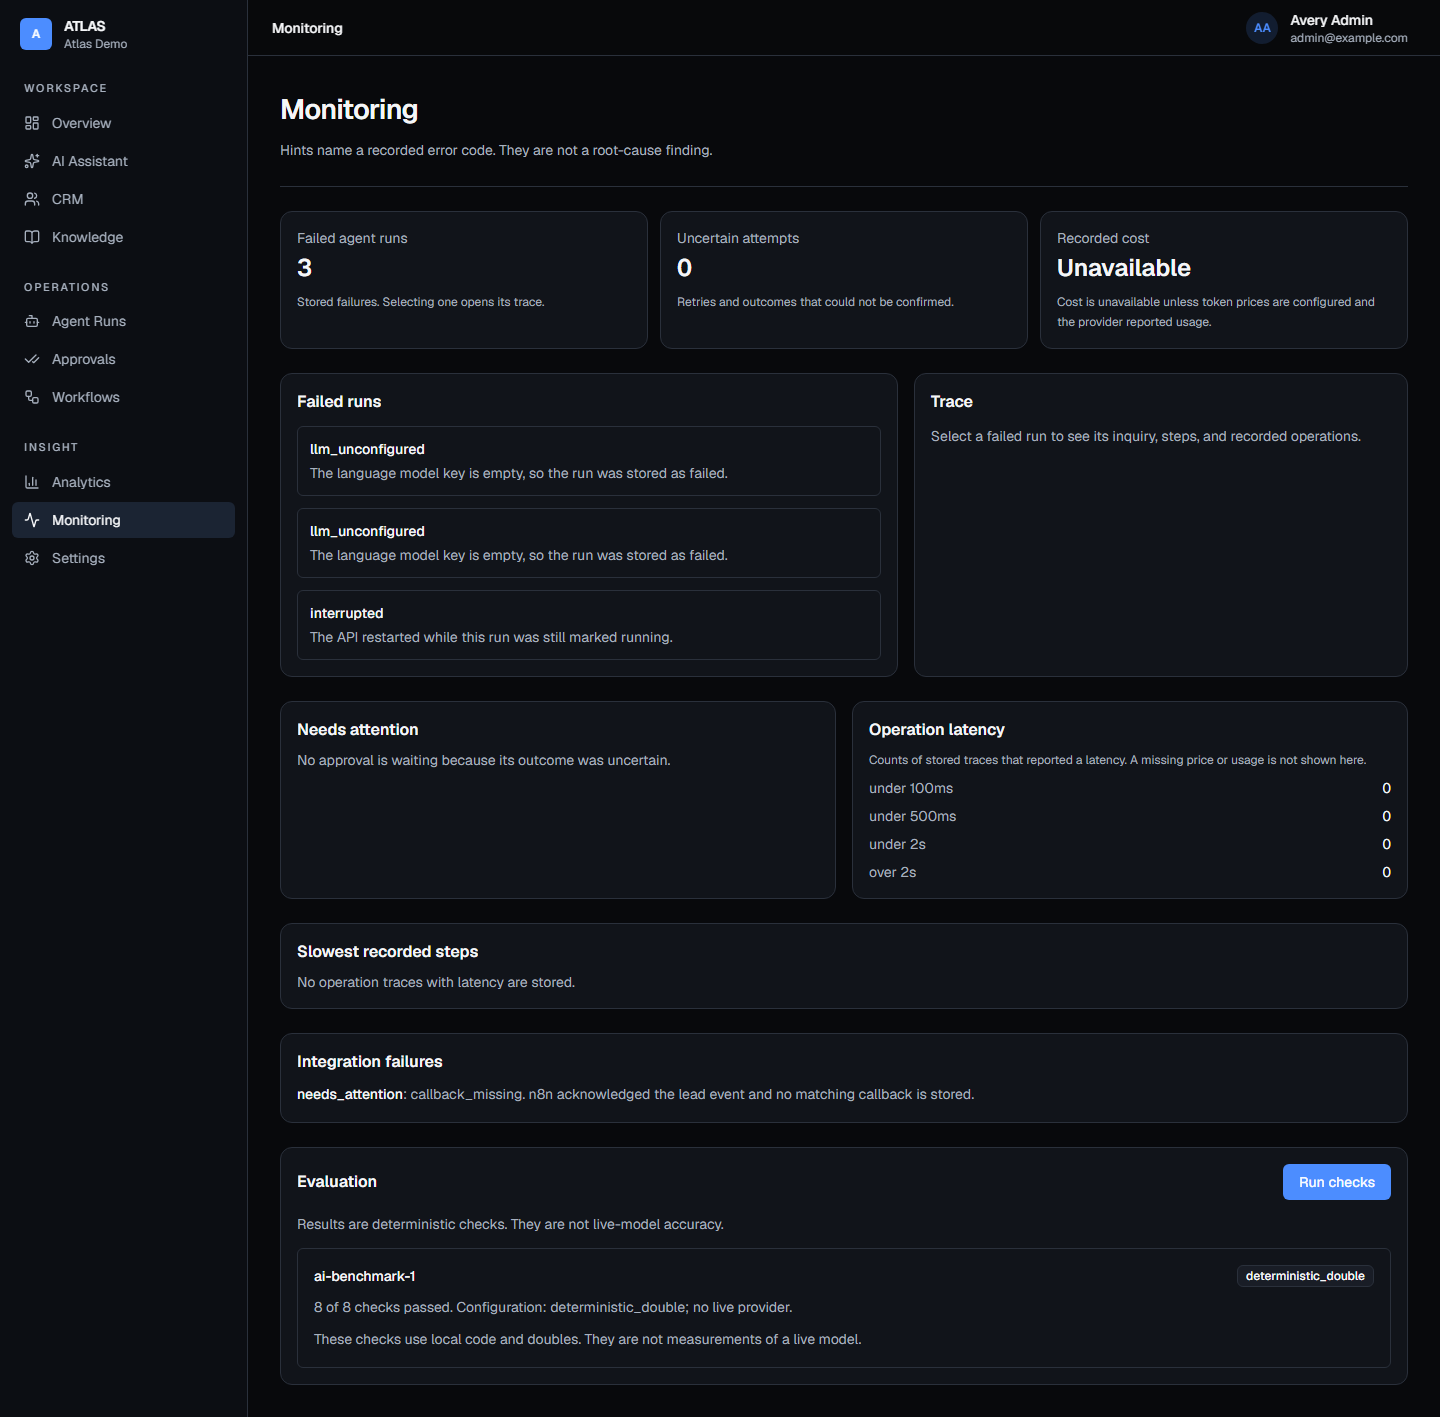 A
ATLAS
Atlas Demo
WORKSPACE
Overview
AI Assistant
CRM
Knowledge
OPERATIONS
Agent Runs
Approvals
Workflows
INSIGHT
Analytics
Monitoring
Settings
Monitoring
AA
Avery Admin
admin@example.com
Monitoring
Hints name a recorded error code. They are not a root-cause finding.
Failed agent runs
3
Stored failures. Selecting one opens its trace.
Uncertain attempts
0
Retries and outcomes that could not be confirmed.
Recorded cost
Unavailable
Cost is unavailable unless token prices are configured and
the provider reported usage.
Failed runs
llm_unconfigured
The language model key is empty, so the run was stored as failed.
llm_unconfigured
The language model key is empty, so the run was stored as failed.
interrupted
The API restarted while this run was still marked running.
Trace
Select a failed run to see its inquiry, steps, and recorded operations.
Needs attention
No approval is waiting because its outcome was uncertain.
Operation latency
Counts of stored traces that reported a latency. A missing price or usage is not shown here.
under 100ms 0
under 500ms 0
under 2s 0
over 2s 0
Slowest recorded steps
No operation traces with latency are stored.
Integration failures
needs_attention: callback_missing. n8n acknowledged the lead event and no matching callback is stored.
Evaluation
Run checks
Results are deterministic checks. They are not live-model accuracy.
ai-benchmark-1
deterministic_double
8 of 8 checks passed. Configuration: deterministic_double; no live provider.
These checks use local code and doubles. They are not measurements of a live model.